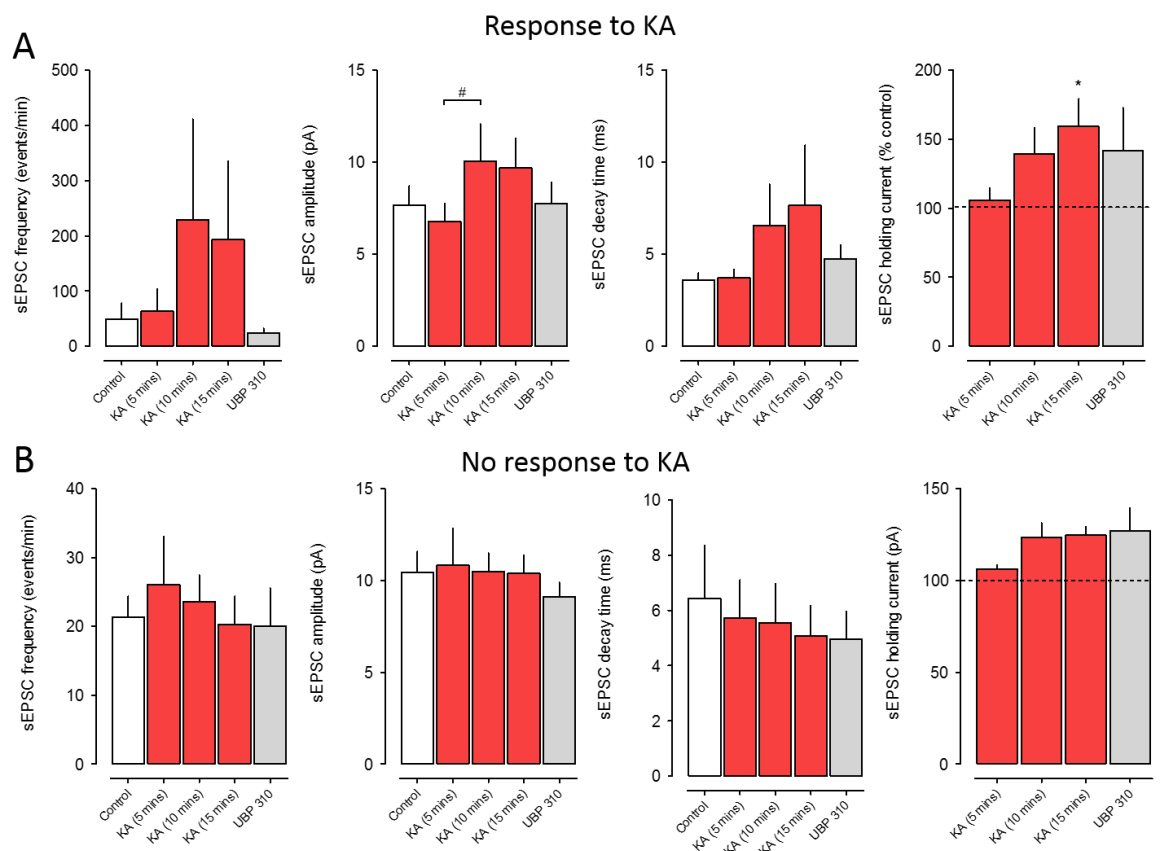 A
Response to KA
sEPSC frequency (events/min)
500
400
300
200
100
0
Control
KA (5 mins)
KA (10 mins)
KA (15 mins)
UBP 310
sEPSC amplitude (pA)
15
10
5
0
#
Control
KA (5 mins)
KA (10 mins)
KA (15 mins)
UBP 310
sEPSC decay time (ms)
15
10
5
0
Control
KA (5 mins)
KA (10 mins)
KA (15 mins)
UBP 310
sEPSC holding current (% control)
200
150
100
50
0
*
KA (5 mins)
KA (10 mins)
KA (15 mins)
UBP 310
B
No response to KA
sEPSC frequency (events/min)
40
30
20
10
0
Control
KA (5 mins)
KA (10 mins)
KA (15 mins)
UBP 310
sEPSC amplitude (pA)
15
10
5
0
Control
KA (5 mins)
KA (10 mins)
KA (15 mins)
UBP 310
sEPSC decay time (ms)
10
8
6
4
2
0
Control
KA (5 mins)
KA (10 mins)
KA (15 mins)
UBP 310
sEPSC holding current (pA)
150
100
50
0
KA (5 mins)
KA (10 mins)
KA (15 mins)
UBP 310